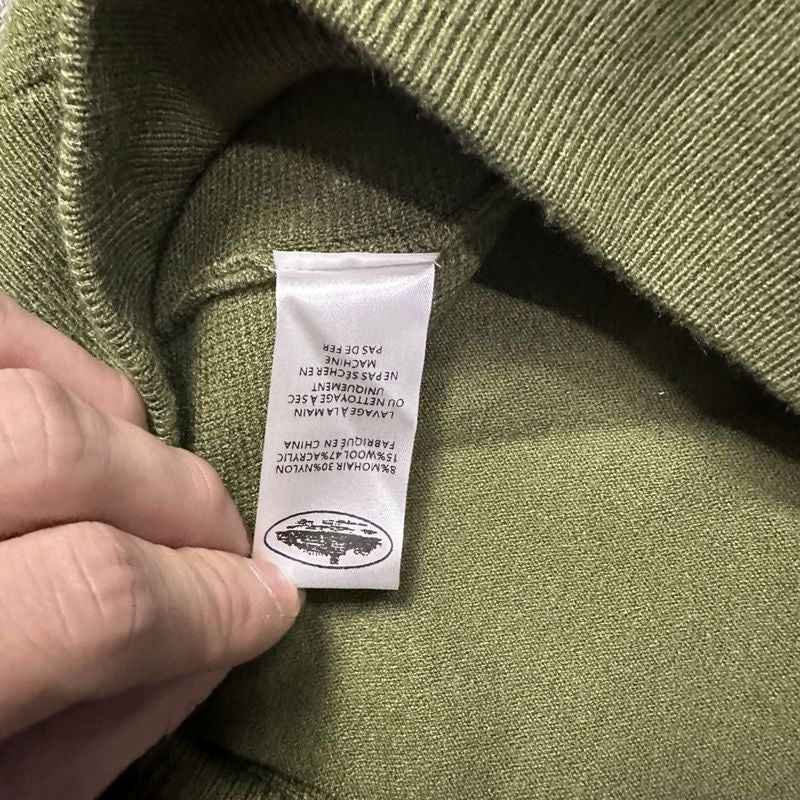 8%MOHAIR 30%NYLON
15%WOOL 47%ACRYLIC
FABRIQUÉ EN CHINA
LAVAGE À LA MAIN
OU NETTOYAGE À SEC
UNIQUEMENT
NE PAS SECHER EN
MACHINE
PAS DE FER